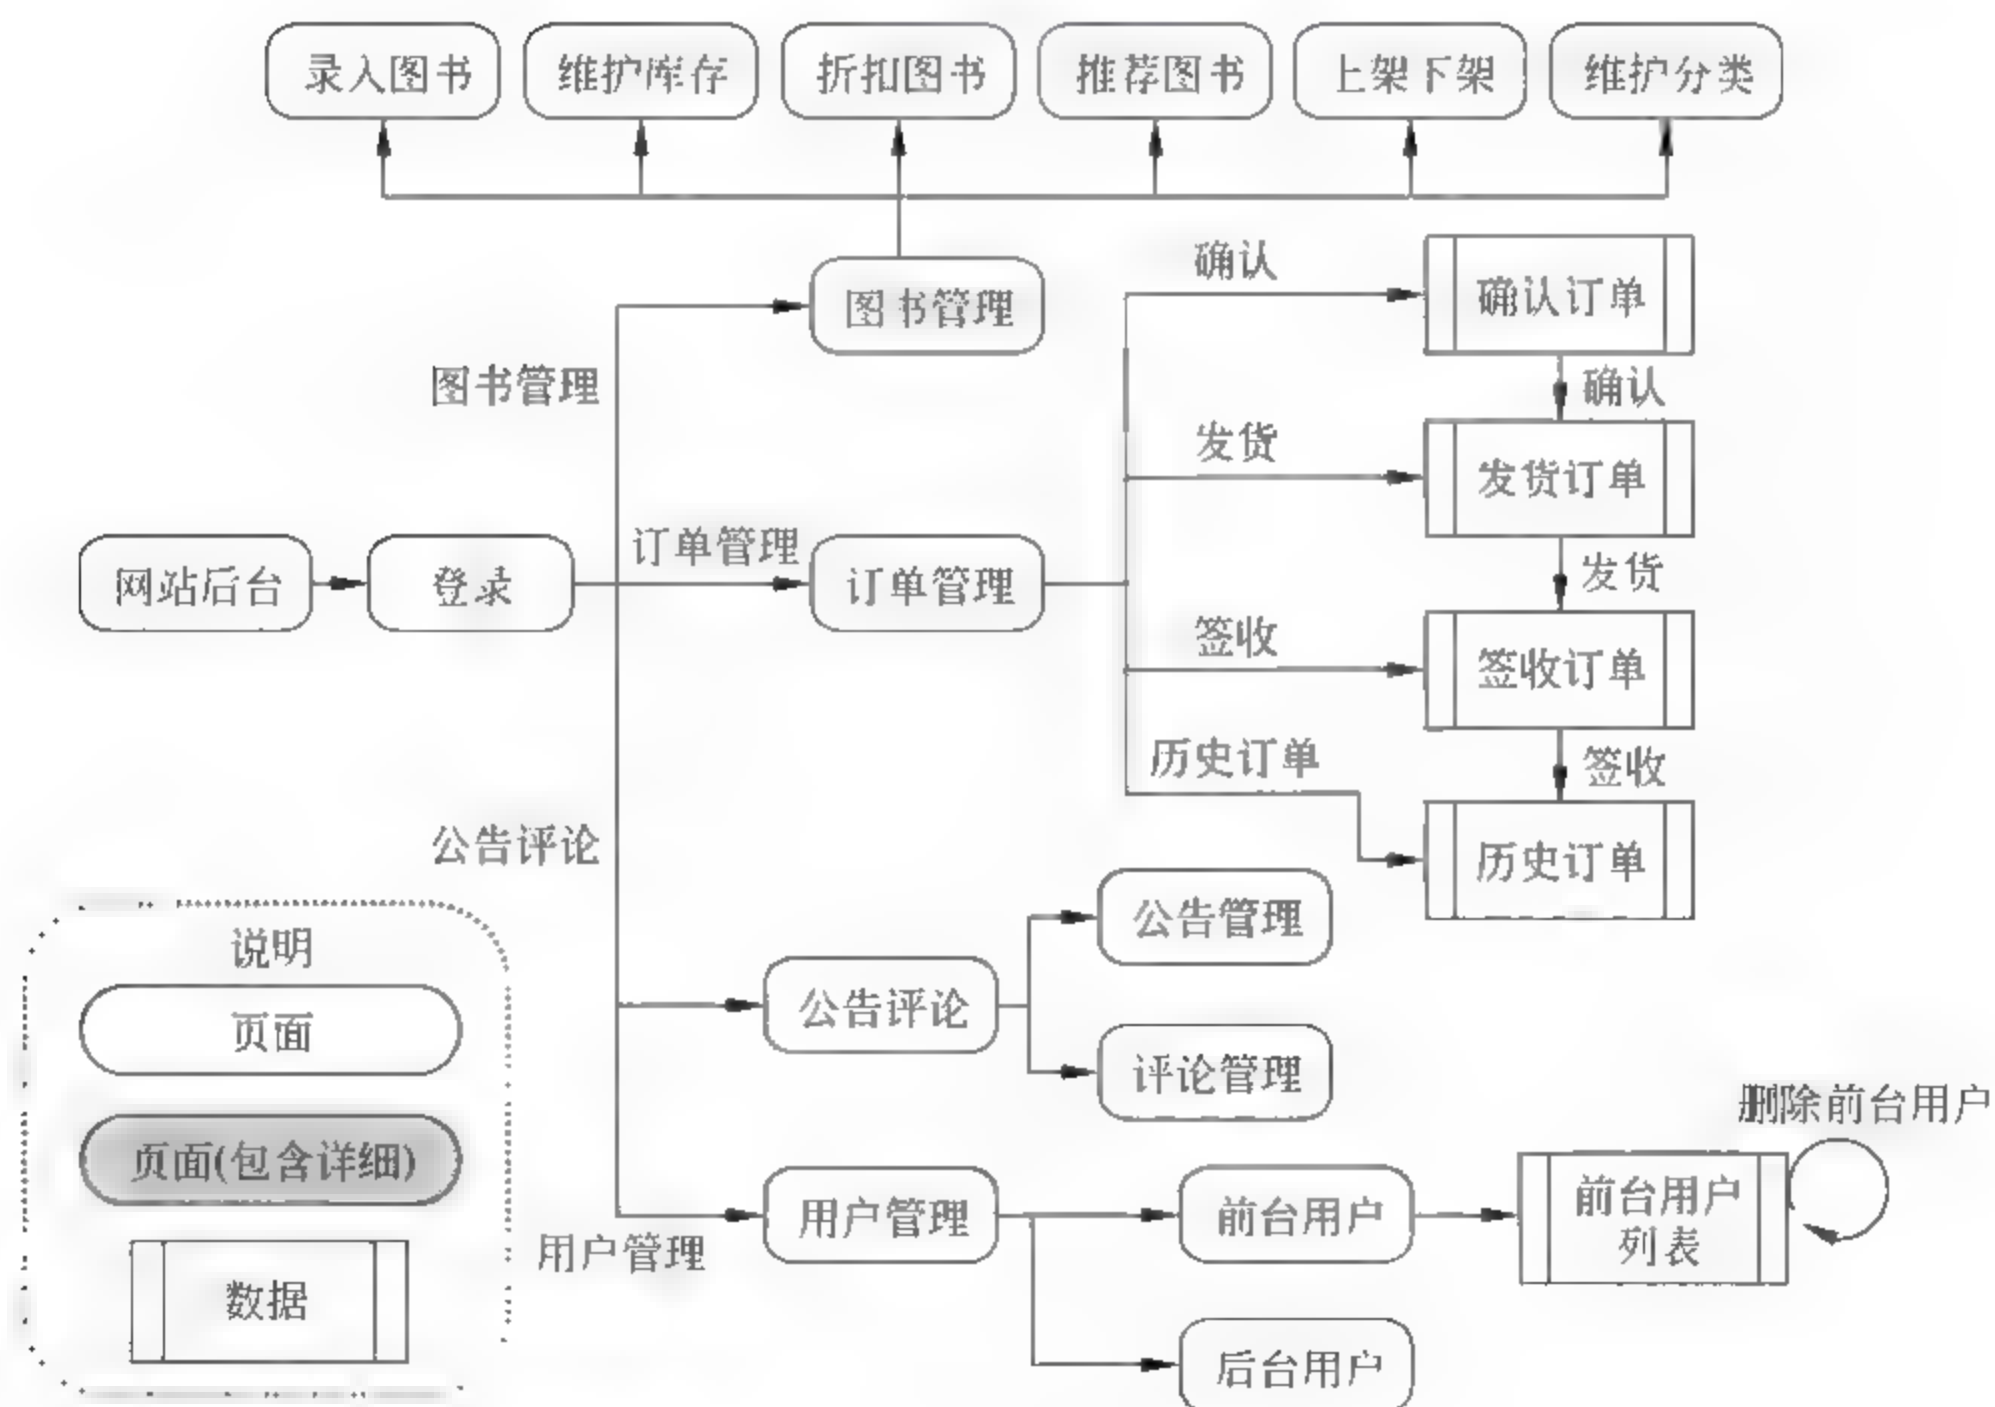 录入图书
维护库存
折扣图书
推荐图书
上架下架
维护分类
图书管理
确认
确认订单
图书管理
确认
发货
发货订单
网站后台
登录
订单管理
订单管理
发货
签收
签收订单
历史订单
签收
历史订单
公告评论
公告管理
公告评论
评论管理
说明
页面
页面(包含详细)
数据
用户管理
用户管理
前台用户
前台用户
列表
删除前台用户
后台用户